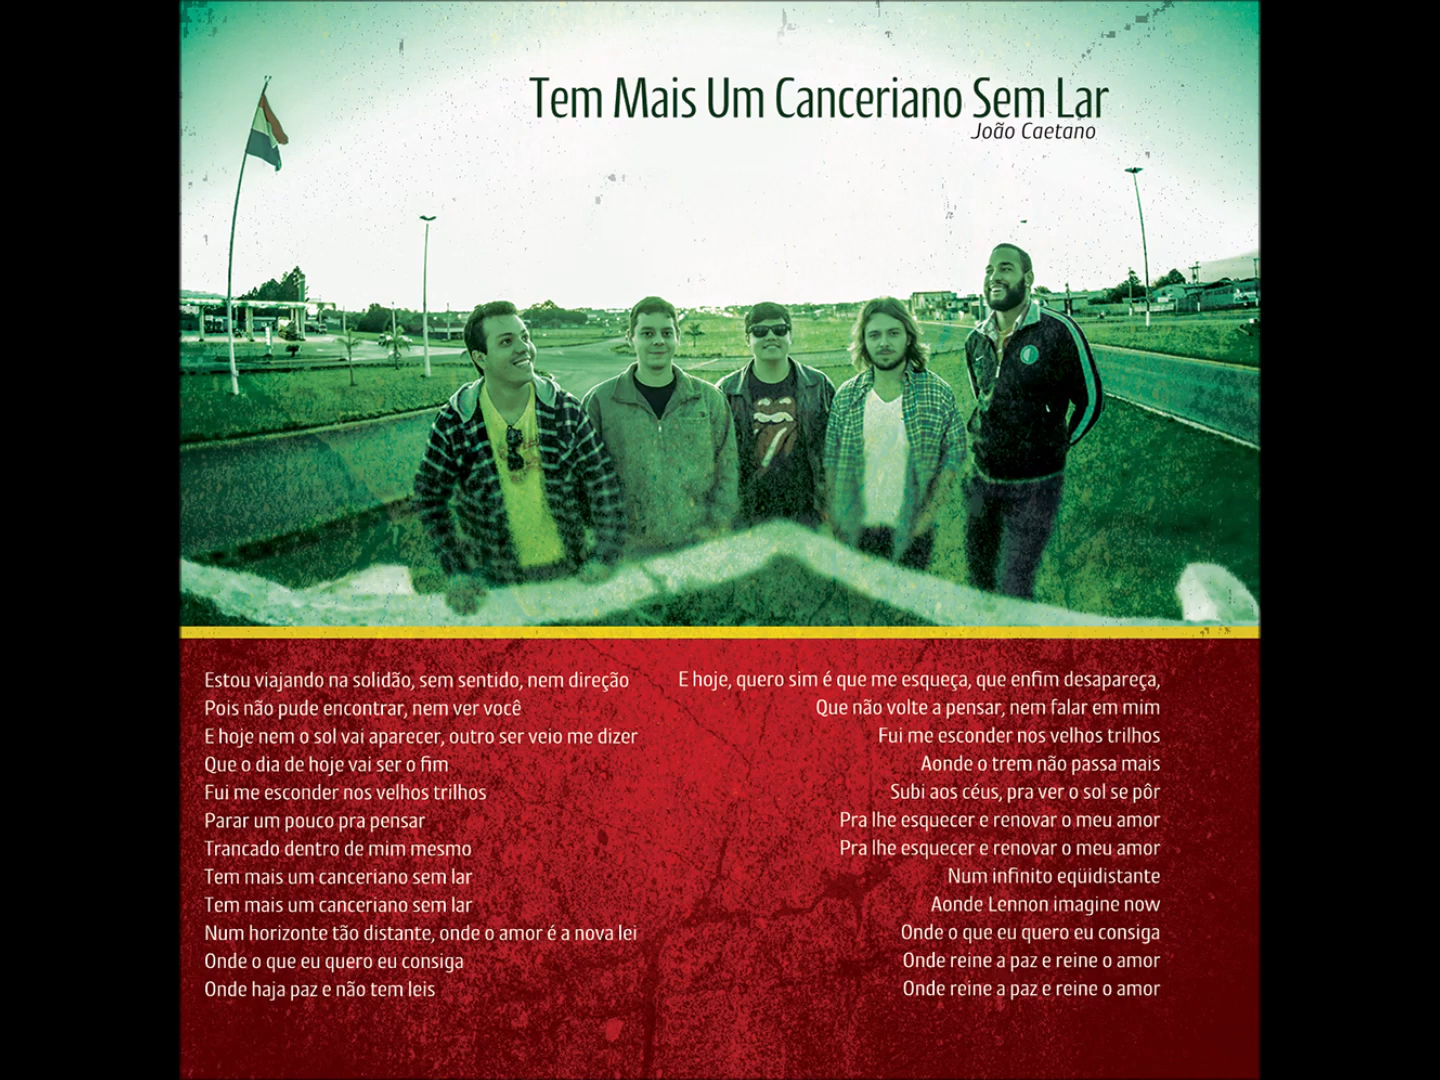 Tem Mais Um Canceriano Sem Lar
João Caetano
Estou viajando na solidão, sem sentido, nem direção
Pois não pude encontrar, nem ver você
E hoje nem o sol vai aparecer, outro ser veio me dizer
Que o dia de hoje vai ser o fim
Fui me esconder nos velhos trilhos
Parar um pouco pra pensar
Trancado dentro de mim mesmo
Tem mais um canceriano sem lar
Tem mais um canceriano sem lar
Num horizonte tão distante, onde o amor é a nova lei
Onde o que eu quero eu consiga
Onde haja paz e não tem leis
E hoje, quero sim é que me esqueça, que enfim desapareça,
Que não volte a pensar, nem falar em mim
Fui me esconder nos velhos trilhos
Aonde o trem não passa mais
Subi aos céus, pra ver o sol se pôr
Pra lhe esquecer e renovar o meu amor
Pra lhe esquecer e renovar o meu amor
Num infinito eqüidistante
Aonde Lennon imagine now
Onde o que eu quero eu consiga
Onde reine a paz e reine o amor
Onde reine a paz e reine o amor